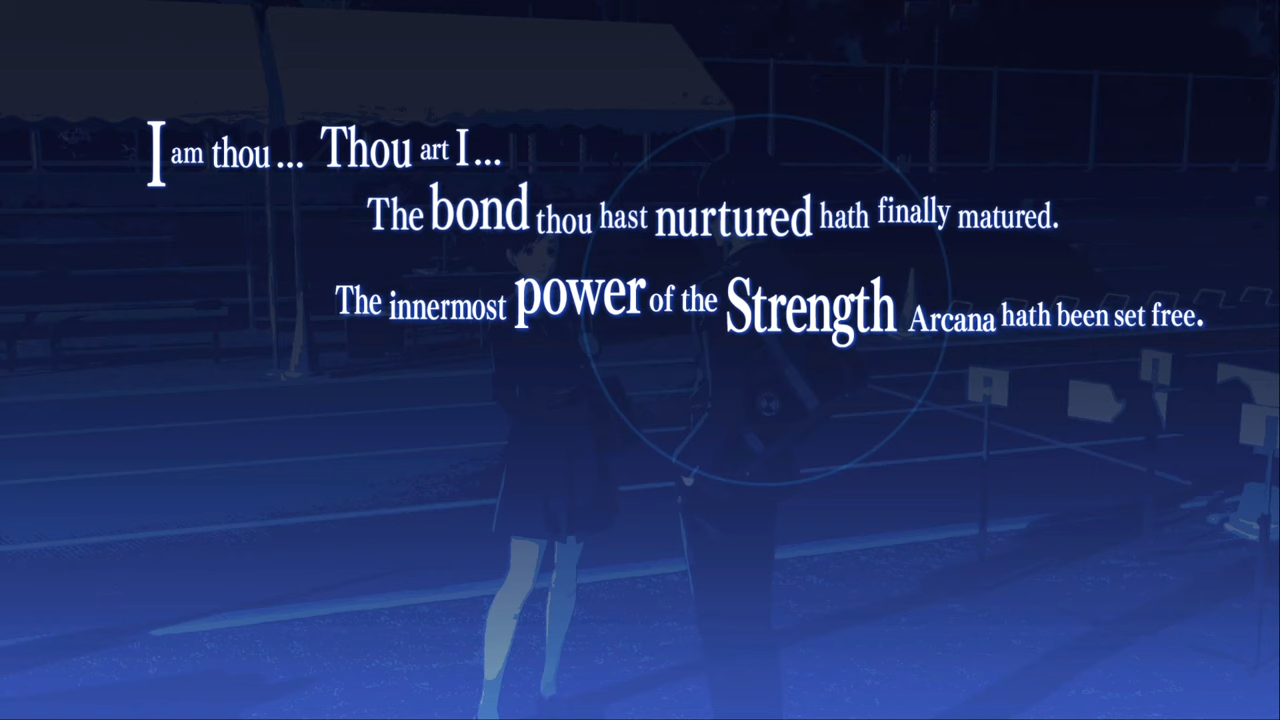 I am thou... Thou art I...
The bond thou hast nurtured hath finally matured.
The innermost power of the Strength Arcana hath been set free.